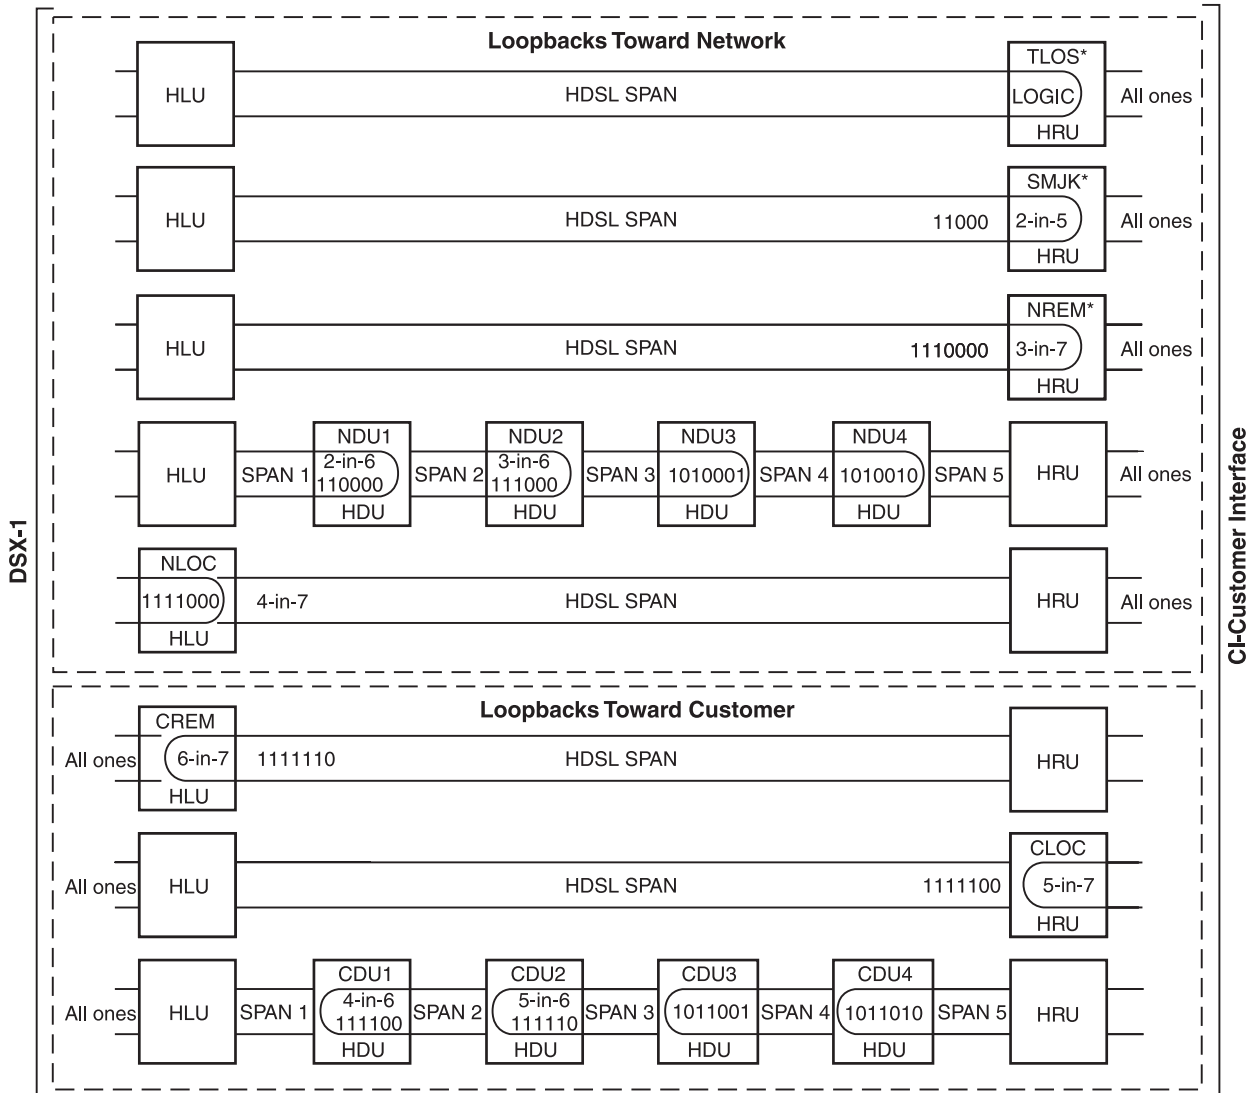 Loopbacks Toward Network
TLOS*
HLU HDSL SPAN LOGIC All ones
HRU
SMJK*
HLU HDSL SPAN 11000 2-in-5 All ones
HRU
NREM*
HLU HDSL SPAN 1110000 3-in-7 All ones
HRU
NDU1 NDU2 NDU3 NDU4
2-in-6 3-in-6
HLU SPAN 1 SPAN 2 SPAN 3 1010001 SPAN 4 1010010 SPAN 5 HRU All ones
110000 111000
HDU HDU HDU HDU
NLOC
1111000 4-in-7 HDSL SPAN HRU All ones
HLU
DSX-1
CI-Customer Interface
Loopbacks Toward Customer
CREM
All ones 6-in-7 1111110 HDSL SPAN HRU
HLU
CLOC
All ones HLU HDSL SPAN 1111100 5-in-7
HRU
CDU1 CDU2 CDU3 CDU4
4-in-6 5-in-6
All ones HLU SPAN 1 SPAN 2 SPAN 3 1011001 SPAN 4 1011010 SPAN 5 HRU
111100 111110
HDU HDU HDU HDU